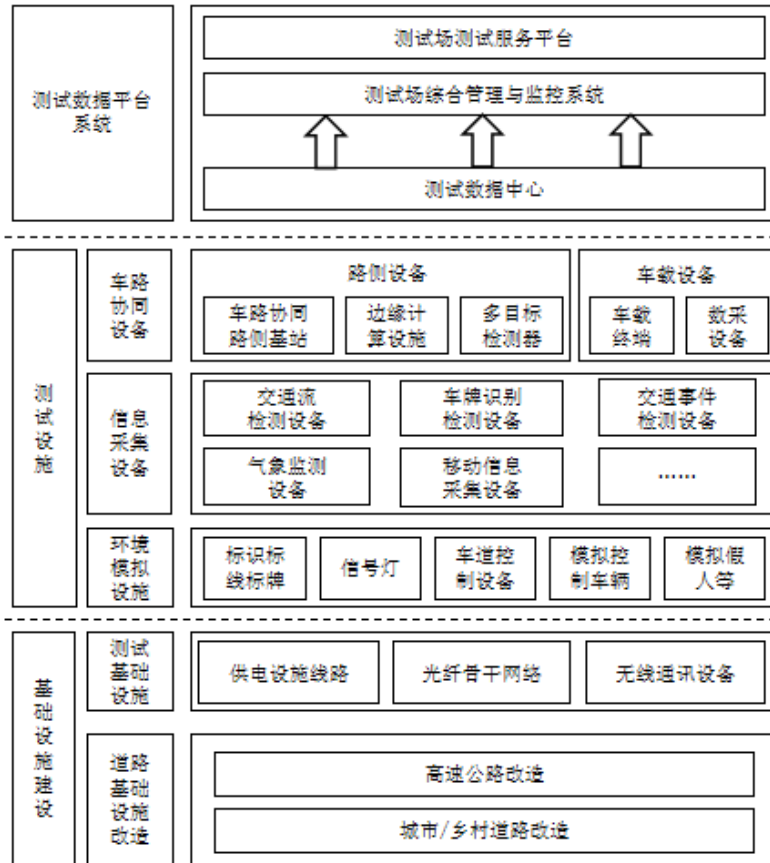 测试数据平台
系统
测试场测试服务平台
测试场综合管理与监控系统
测试数据中心
测
试
设
施
车路
协同
设备
路侧设备
车路协同
路侧基站
边缘计
算设施
多目标
检测器
车载设备
车载
终端
数采
设备
信息
采集
设备
交通流
检测设备
车牌识别
检测设备
交通事件
检测设备
气象监测
设备
移动信息
采集设备
……
环境
模拟
设施
标识标
线标牌
信号灯
车道控
制设备
模拟控
制车辆
模拟假
人等
基
础
设
施
建
设
测试
基础
设施
供电设施线路
光纤骨干网络
无线通讯设备
道路
基础
设施
改造
高速公路改造
城市/乡村道路改造